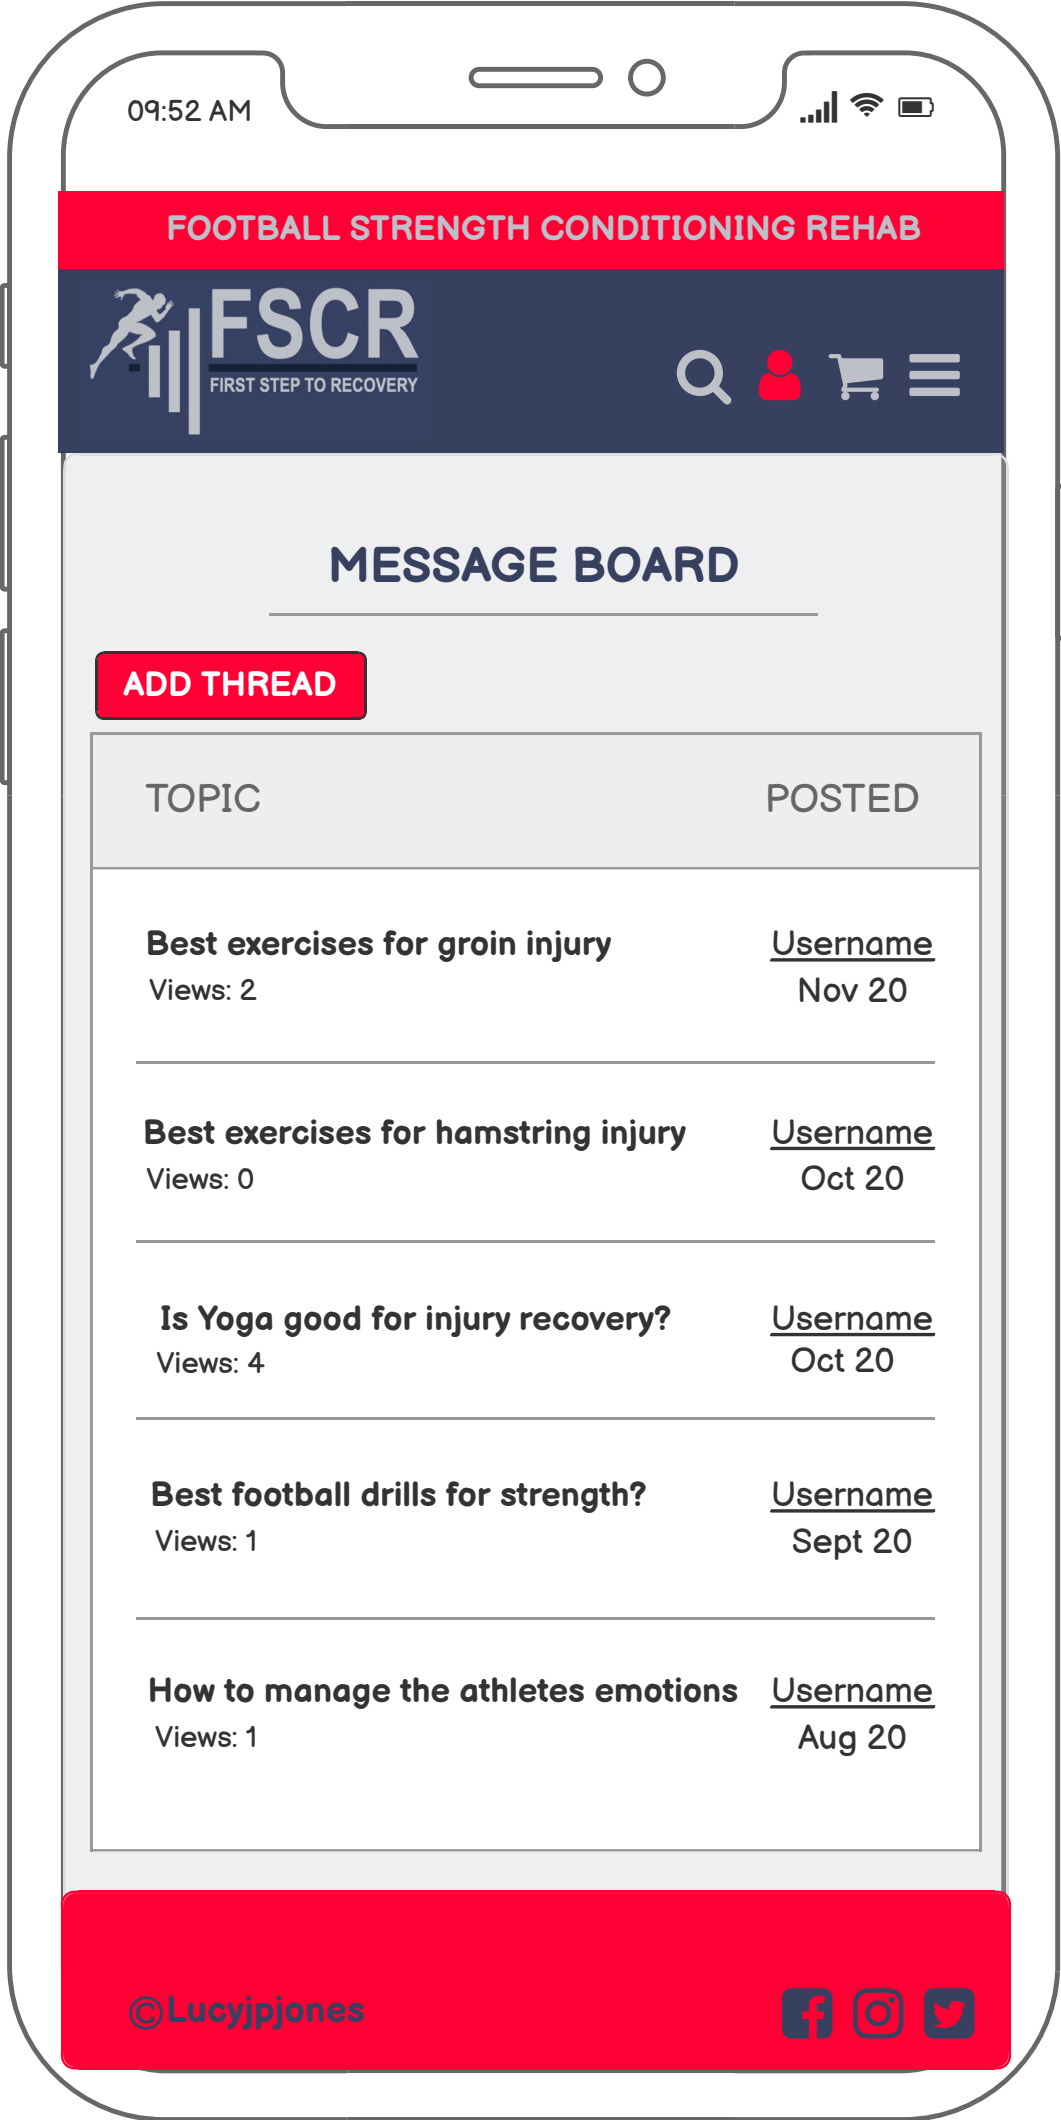 09:52 AM
FOOTBALL STRENGTH CONDITIONING REHAB
FSCR
FIRST STEP TO RECOVERY
MESSAGE BOARD
ADD THREAD
TOPIC POSTED
Best exercises for groin injury Username
Views: 2 Nov 20
Best exercises for hamstring injury Username
Views: 0 Oct 20
Is Yoga good for injury recovery? Username
Views: 4 Oct 20
Best football drills for strength? Username
Views: 1 Sept 20
How to manage the athletes emotions Username
Views: 1 Aug 20
©Lucyjpjones